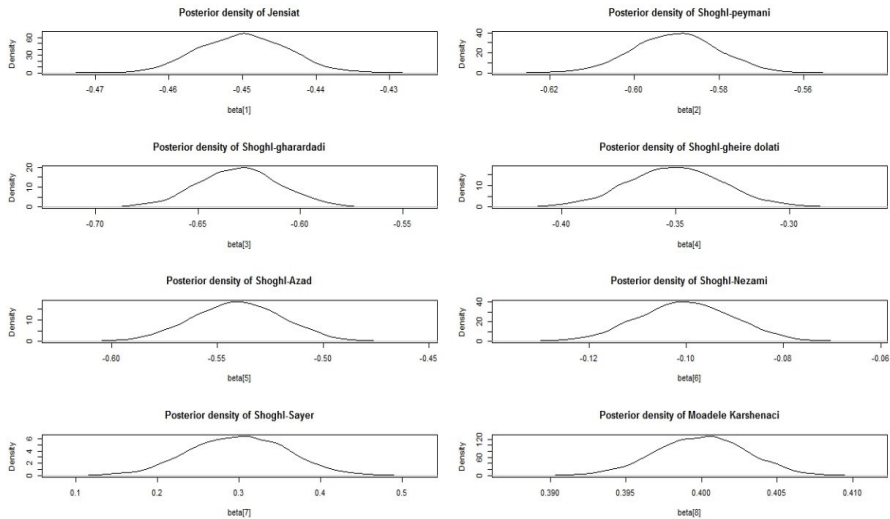 Posterior density of Jensiat
Density
0 30 60
-0.47 -0.46 -0.45 -0.44 -0.43
beta[1]
Posterior density of Shoghl-peymani
Density
0 20 40
-0.62 -0.60 -0.58 -0.56
beta[2]
Posterior density of Shoghl-gharardadi
Density
0 10 20
-0.70 -0.65 -0.60 -0.55
beta[3]
Posterior density of Shoghl-gheire dolati
Density
0 10
-0.40 -0.35 -0.30
beta[4]
Posterior density of Shoghl-Azad
Density
0 10
-0.60 -0.55 -0.50 -0.45
beta[5]
Posterior density of Shoghl-Nezami
Density
0 20 40
-0.12 -0.10 -0.08 -0.06
beta[6]
Posterior density of Shoghl-Sayer
Density
0 2 4 6
0.1 0.2 0.3 0.4 0.5
beta[7]
Posterior density of Moadele Karshenaci
Density
0 60 120
0.390 0.395 0.400 0.405 0.410
beta[8]